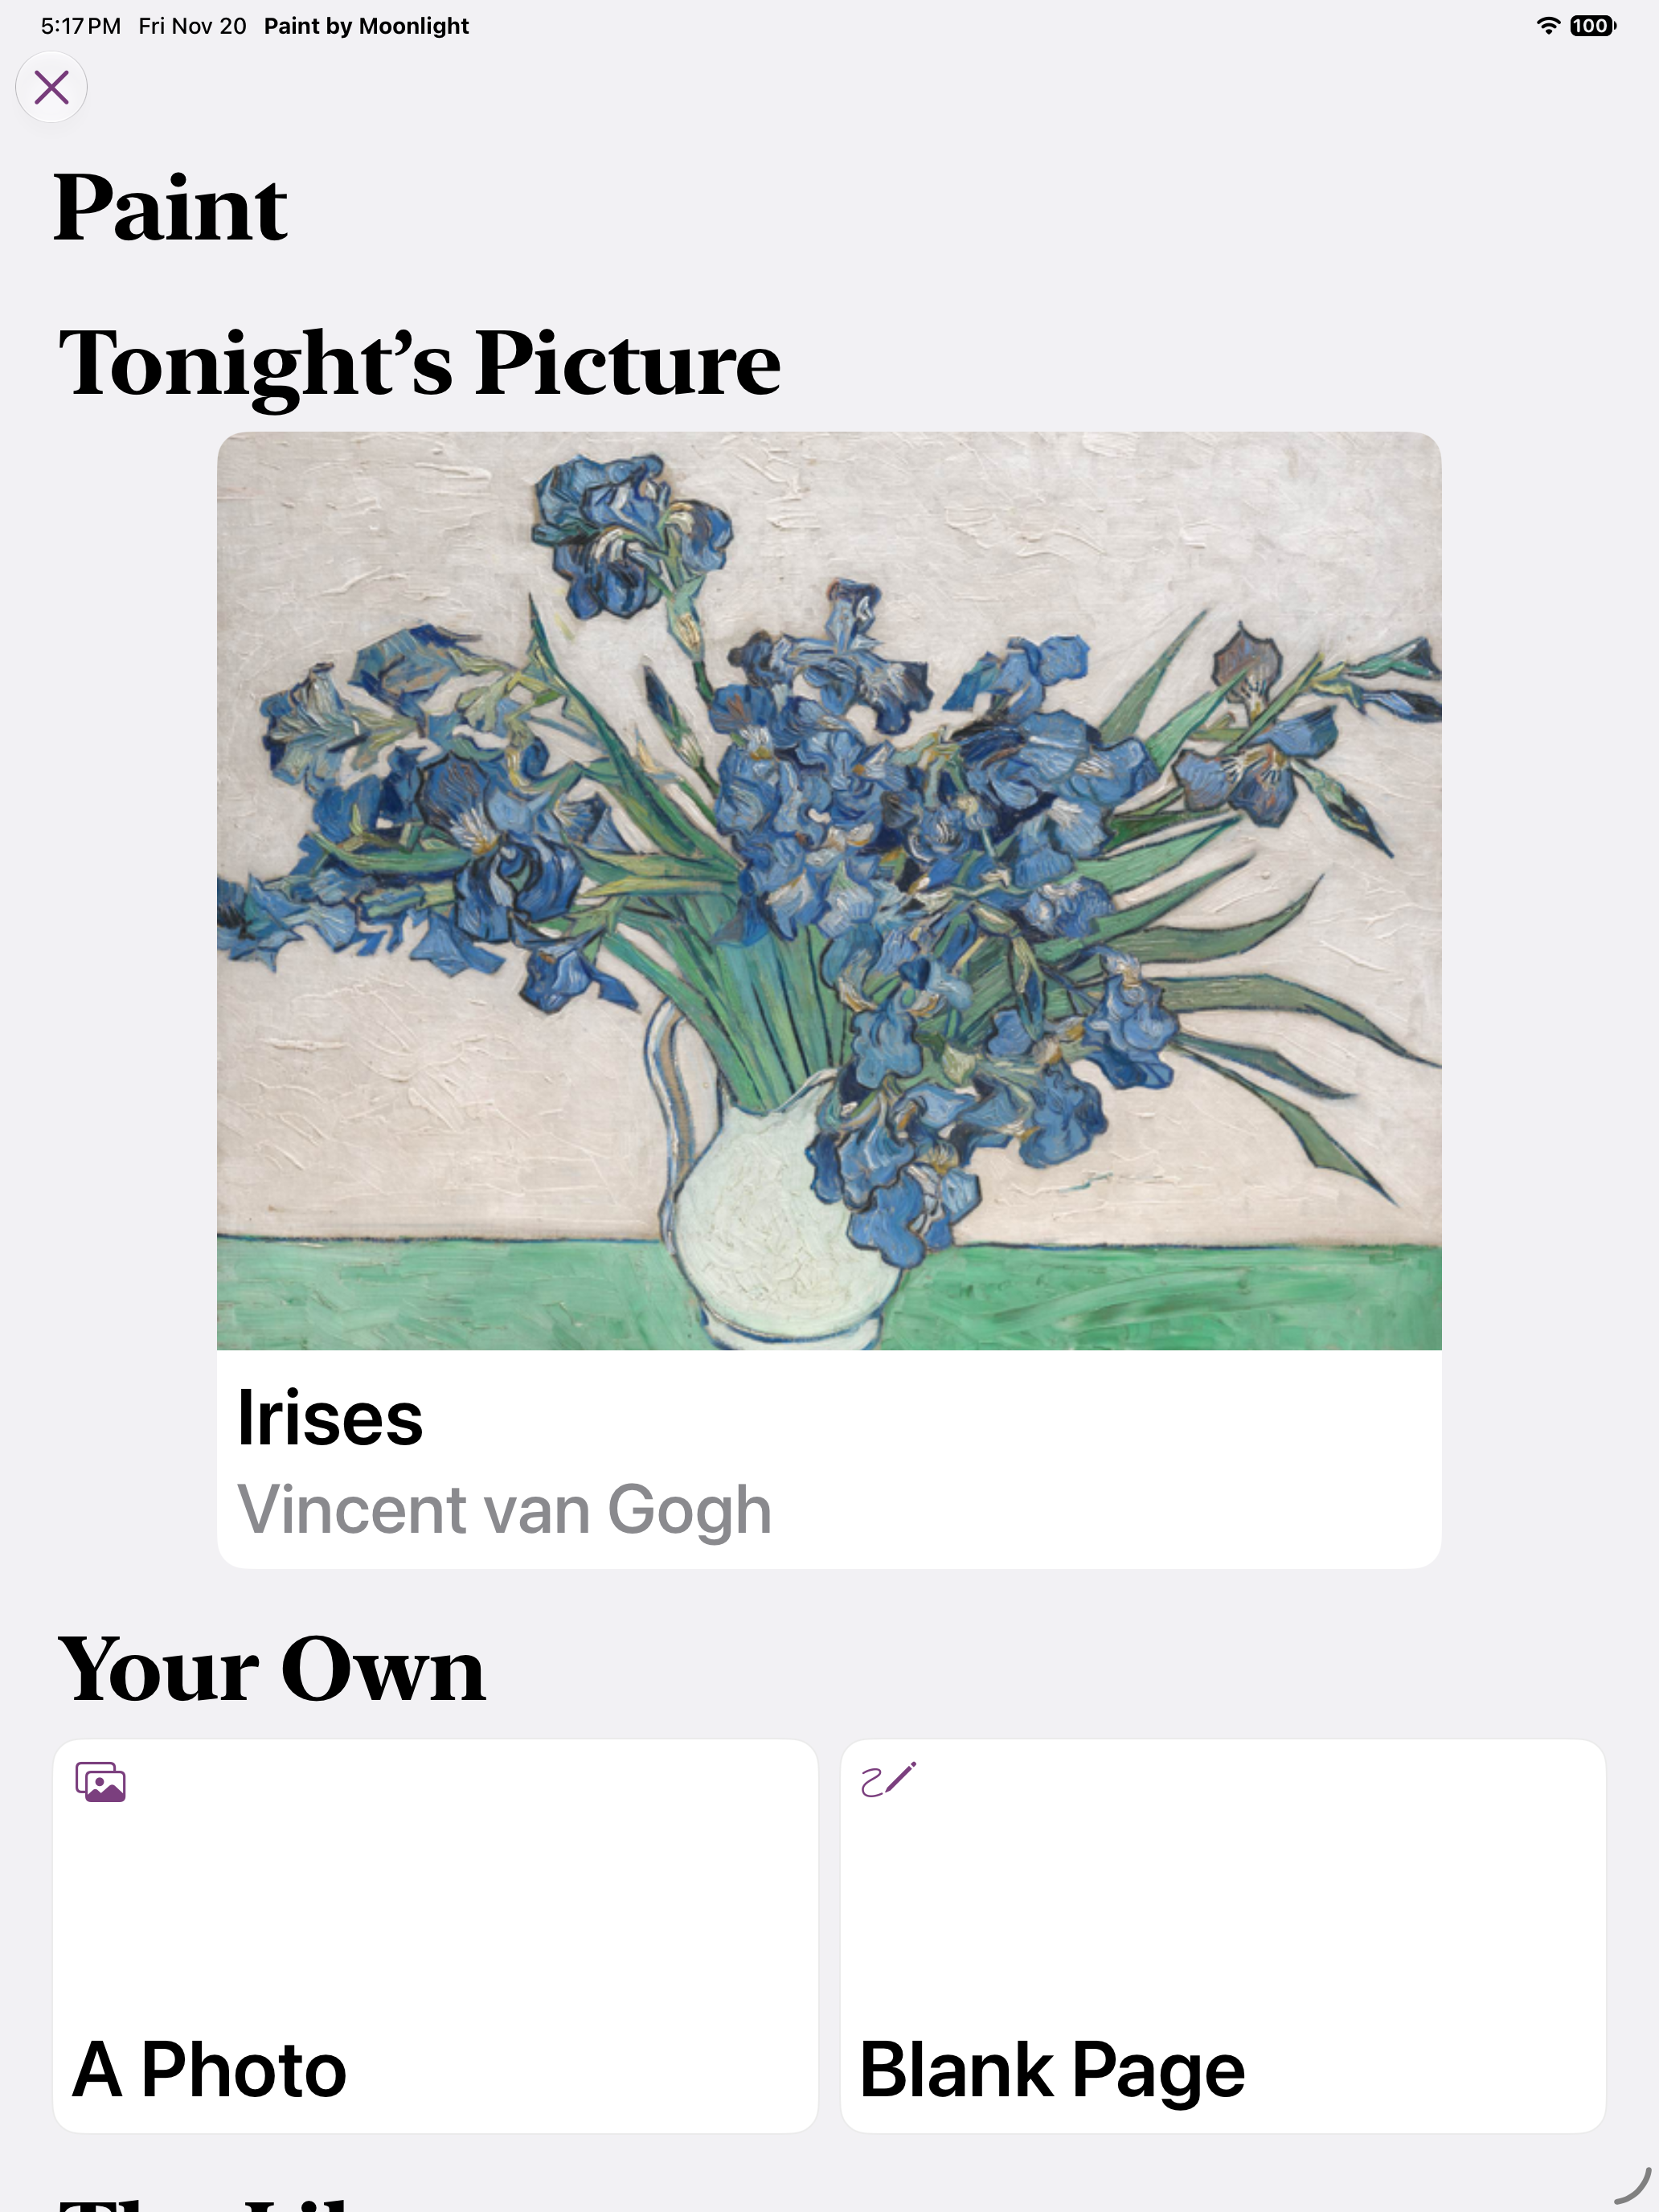 5:17 PM Fri Nov 20 Paint by Moonlight
100
Paint
Tonight’s Picture
Irises
Vincent van Gogh
Your Own
A Photo
Blank Page